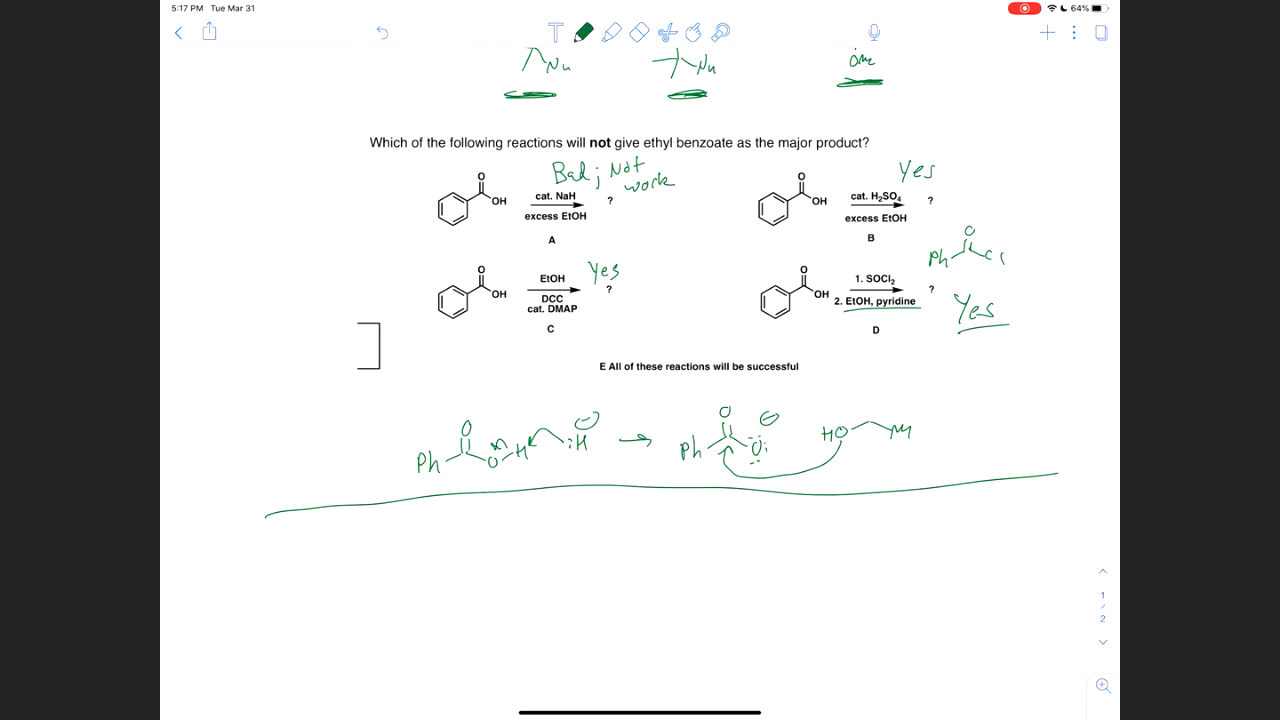 5:17 PM Tue Mar 31
64%
Nu
Nu
Which of the following reactions will not give ethyl benzoate as the major product?
Bad; Not
work
Yes
O
OH
cat. NaH
excess EtOH
?
A
O
OH
cat. H2SO4
excess EtOH
?
B
O
Ph
Cl
O
OH
EtOH
DCC
cat. DMAP
Yes
?
C
O
OH
1. SOCl2
2. EtOH, pyridine
?
Yes
D
E All of these reactions will be successful
O
Ph
O
H
:H
⊖
O
⊖
Ph
O
HO
1
/
2